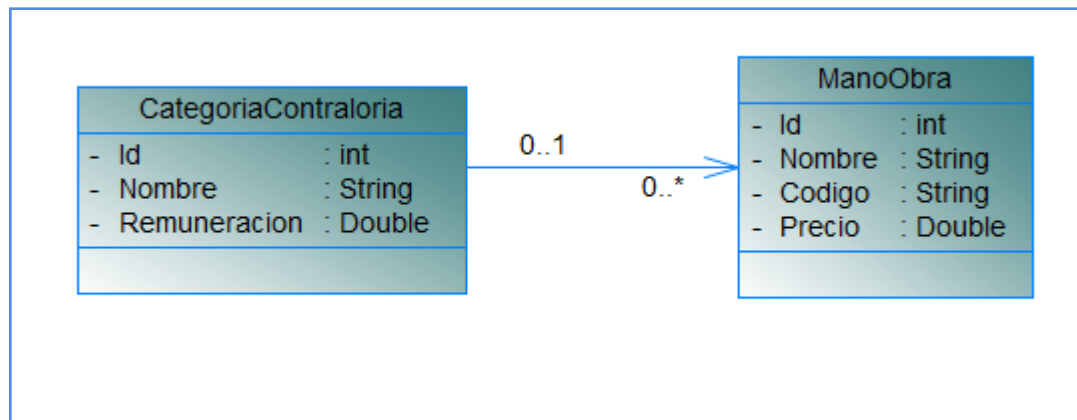 CategoriaContraloria
- Id : int
- Nombre : String
- Remuneracion : Double
0..1
0..*
ManoObra
- Id : int
- Nombre : String
- Codigo : String
- Precio : Double